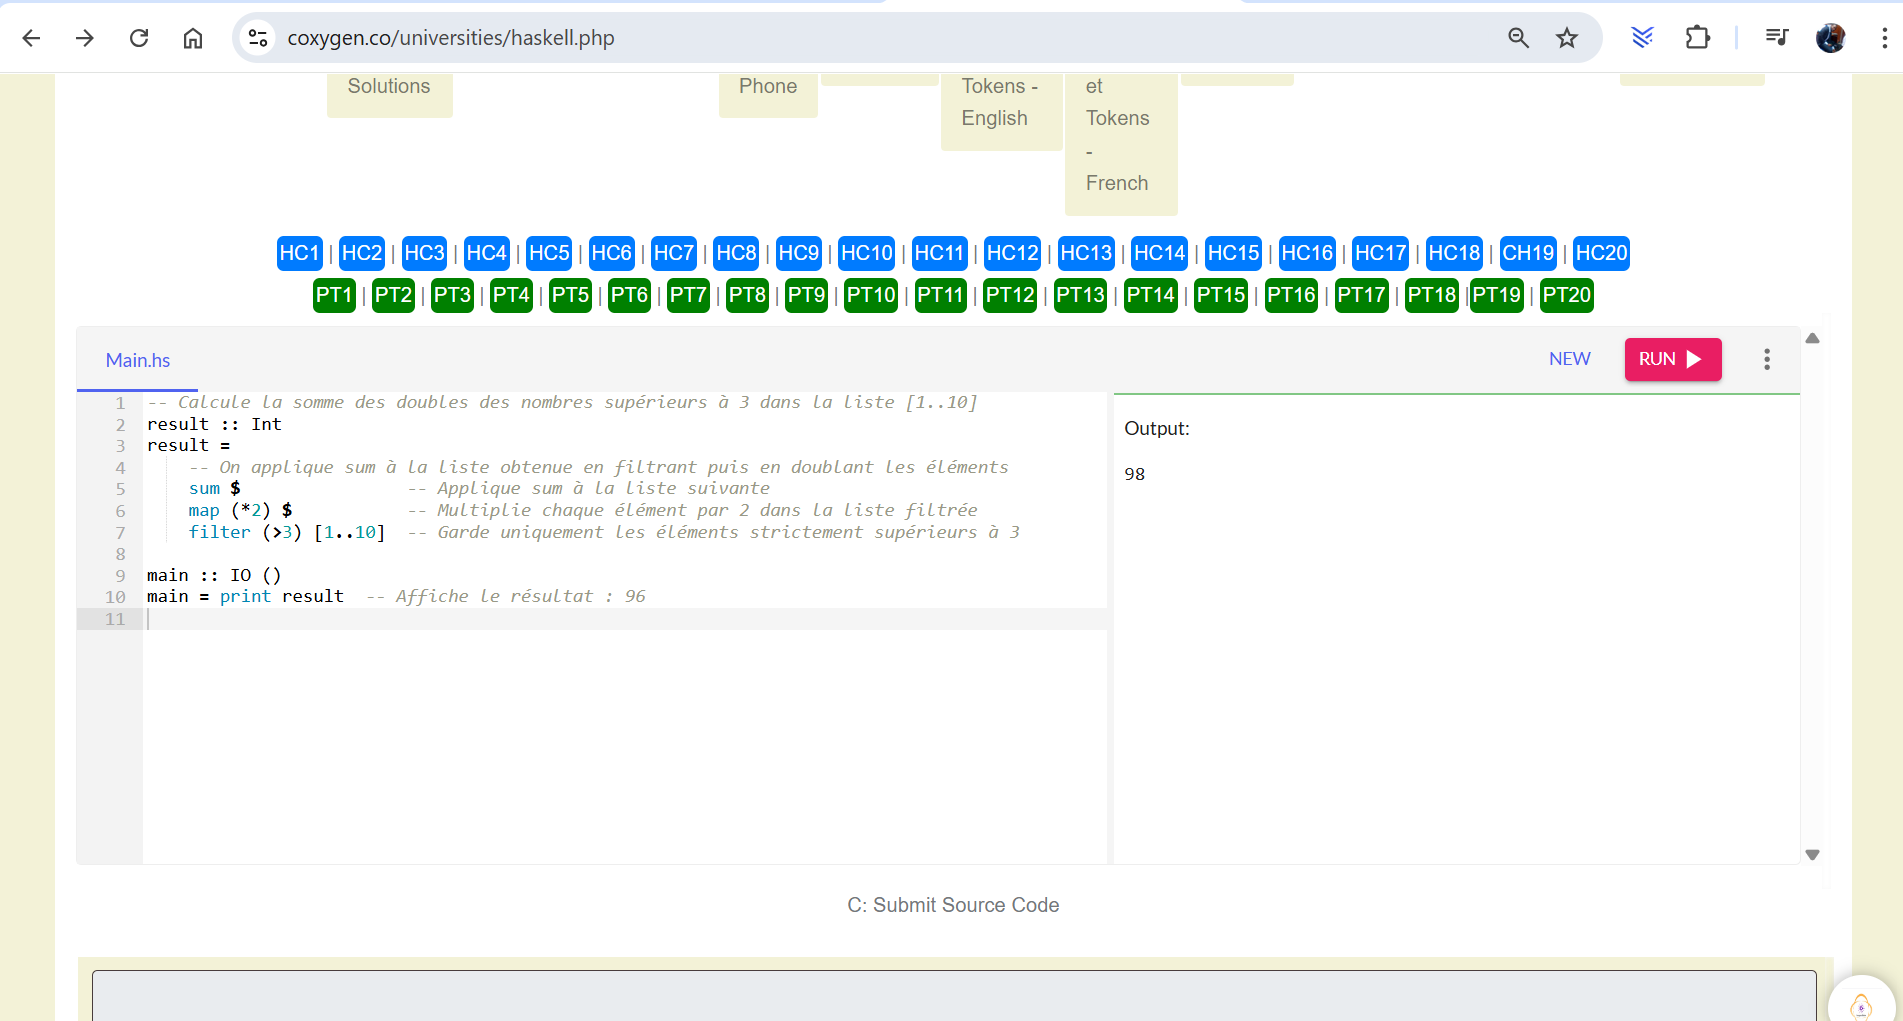 coxygen.co/universities/haskell.php
Solutions
Phone
Tokens -
English
et
Tokens
-
French
HC1 | HC2 | HC3 | HC4 | HC5 | HC6 | HC7 | HC8 | HC9 | HC10 | HC11 | HC12 | HC13 | HC14 | HC15 | HC16 | HC17 | HC18 | CH19 | HC20
PT1 | PT2 | PT3 | PT4 | PT5 | PT6 | PT7 | PT8 | PT9 | PT10 | PT11 | PT12 | PT13 | PT14 | PT15 | PT16 | PT17 | PT18 |PT19 | PT20
Main.hs
NEW
RUN
1 -- Calcule la somme des doubles des nombres supérieurs à 3 dans la liste [1..10]
2 result :: Int
3 result =
4 -- On applique sum à la liste obtenue en filtrant puis en doublant les éléments
5 sum $ -- Applique sum à la liste suivante
6 map (*2) $ -- Multiplie chaque élément par 2 dans la liste filtrée
7 filter (>3) [1..10] -- Garde uniquement les éléments strictement supérieurs à 3
8
9 main :: IO ()
10 main = print result -- Affiche le résultat : 96
11
Output:
98
C: Submit Source Code